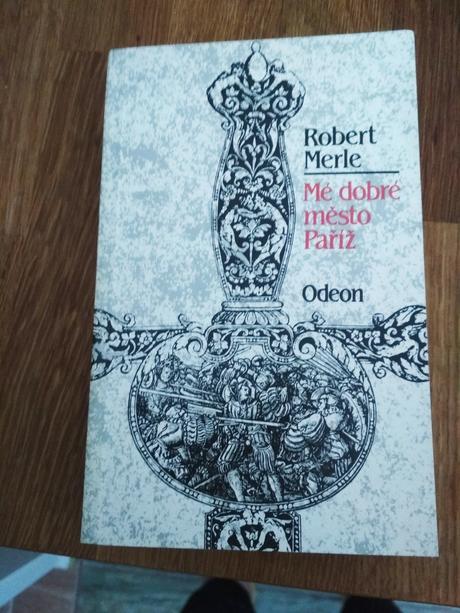 Robert
Merle
Mé dobré
město
Paříž
Odeon